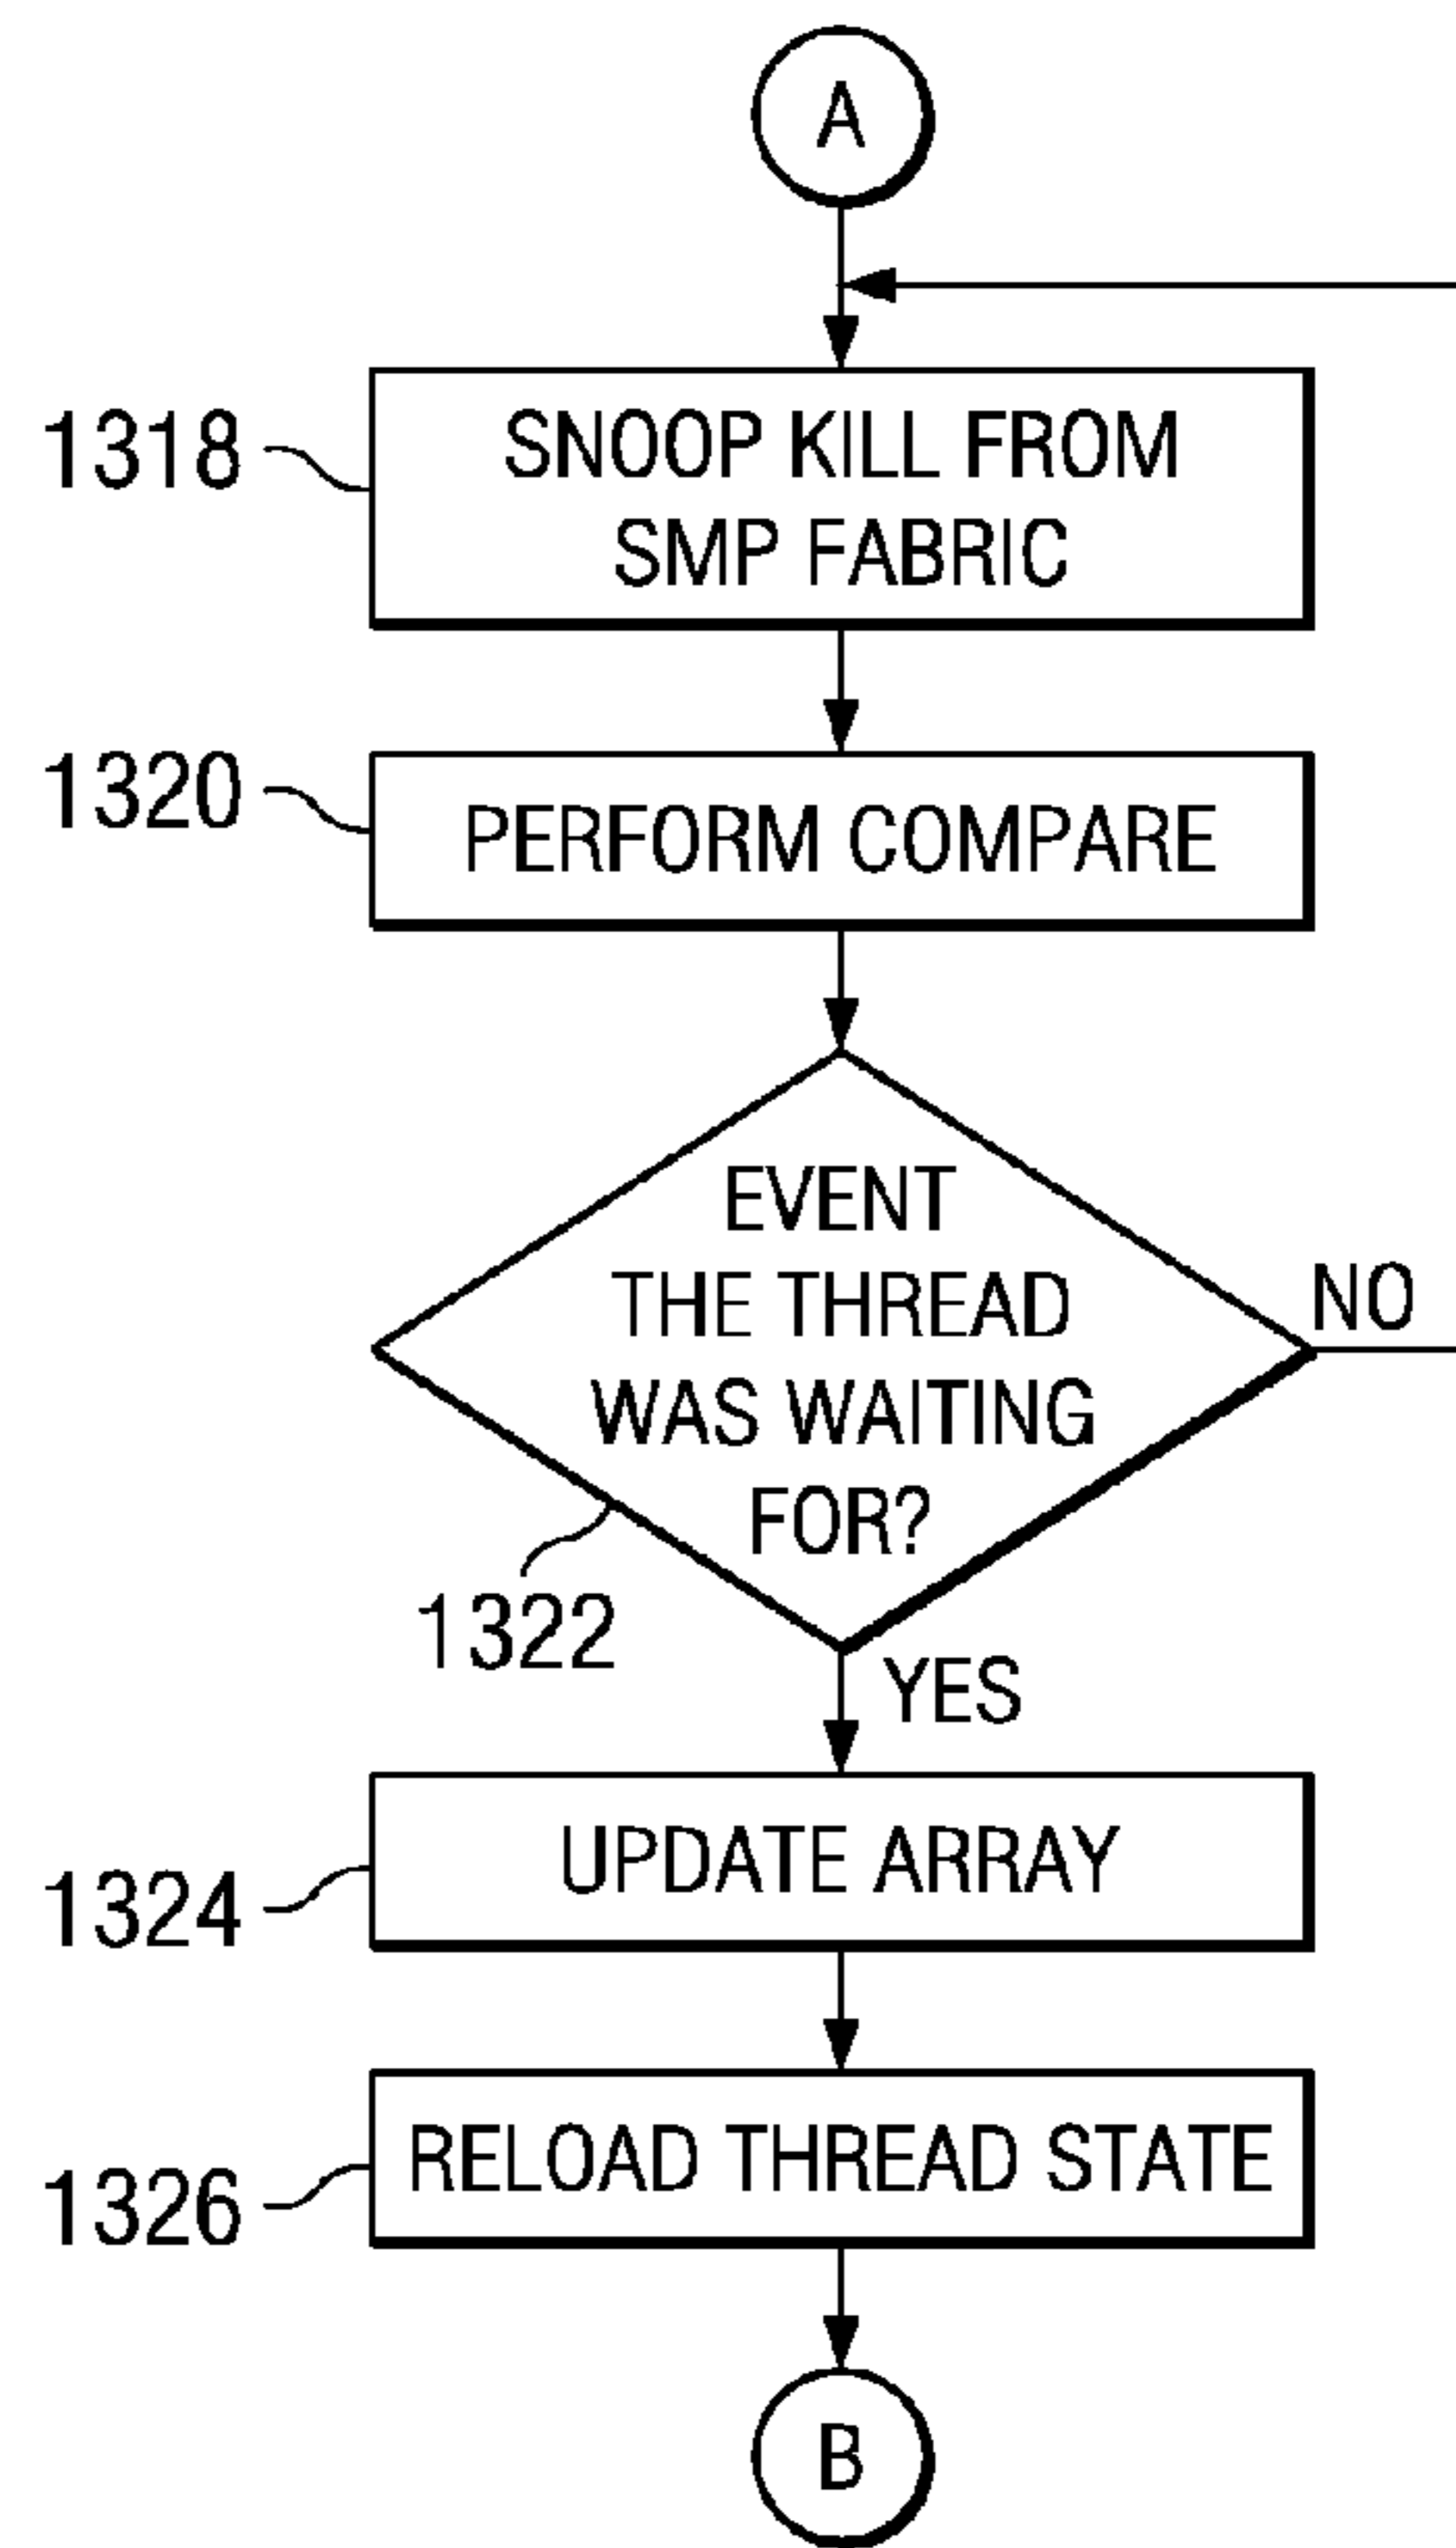 A
1318
SNOOP KILL FROM
SMP FABRIC
1320
PERFORM COMPARE
EVENT
THE THREAD
WAS WAITING
FOR?
NO
1322
YES
1324
UPDATE ARRAY
1326
RELOAD THREAD STATE
B